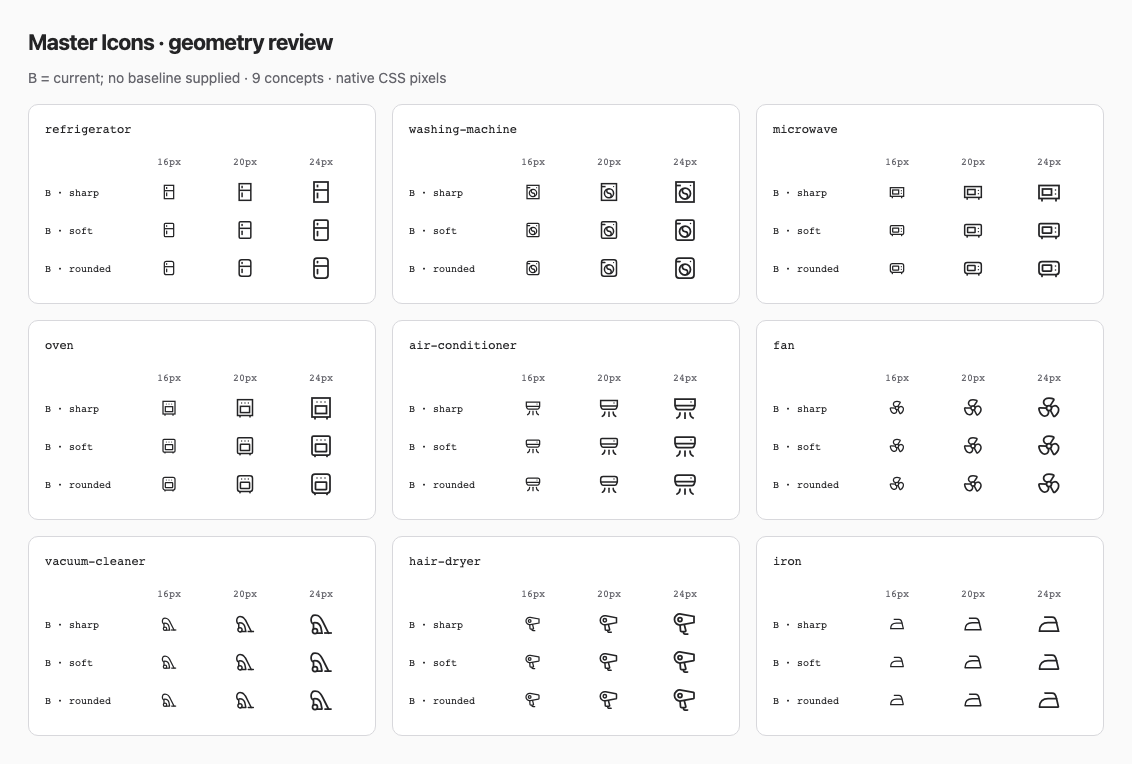 Master Icons · geometry review
B = current; no baseline supplied · 9 concepts · native CSS pixels
refrigerator
16px 20px 24px
B · sharp
B · soft
B · rounded
washing-machine
16px 20px 24px
B · sharp
B · soft
B · rounded
microwave
16px 20px 24px
B · sharp
B · soft
B · rounded
oven
16px 20px 24px
B · sharp
B · soft
B · rounded
air-conditioner
16px 20px 24px
B · sharp
B · soft
B · rounded
fan
16px 20px 24px
B · sharp
B · soft
B · rounded
vacuum-cleaner
16px 20px 24px
B · sharp
B · soft
B · rounded
hair-dryer
16px 20px 24px
B · sharp
B · soft
B · rounded
iron
16px 20px 24px
B · sharp
B · soft
B · rounded